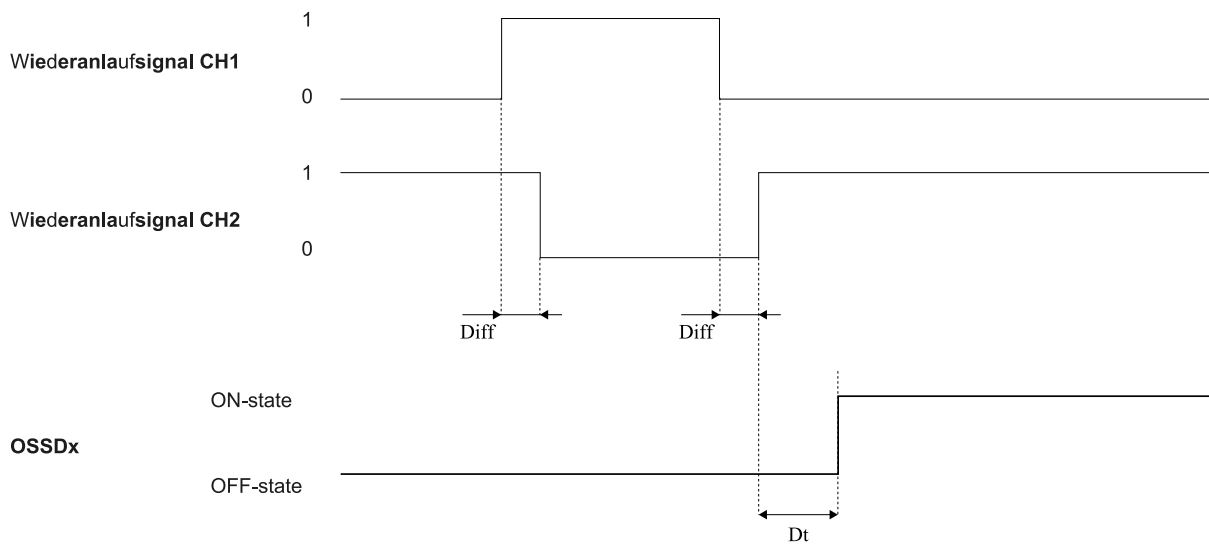 1
Wiederanlaufsignal CH1
0
1
Wiederanlaufsignal CH2
0
Diff
Diff
ON-state
OSSDx
OFF-state
Dt